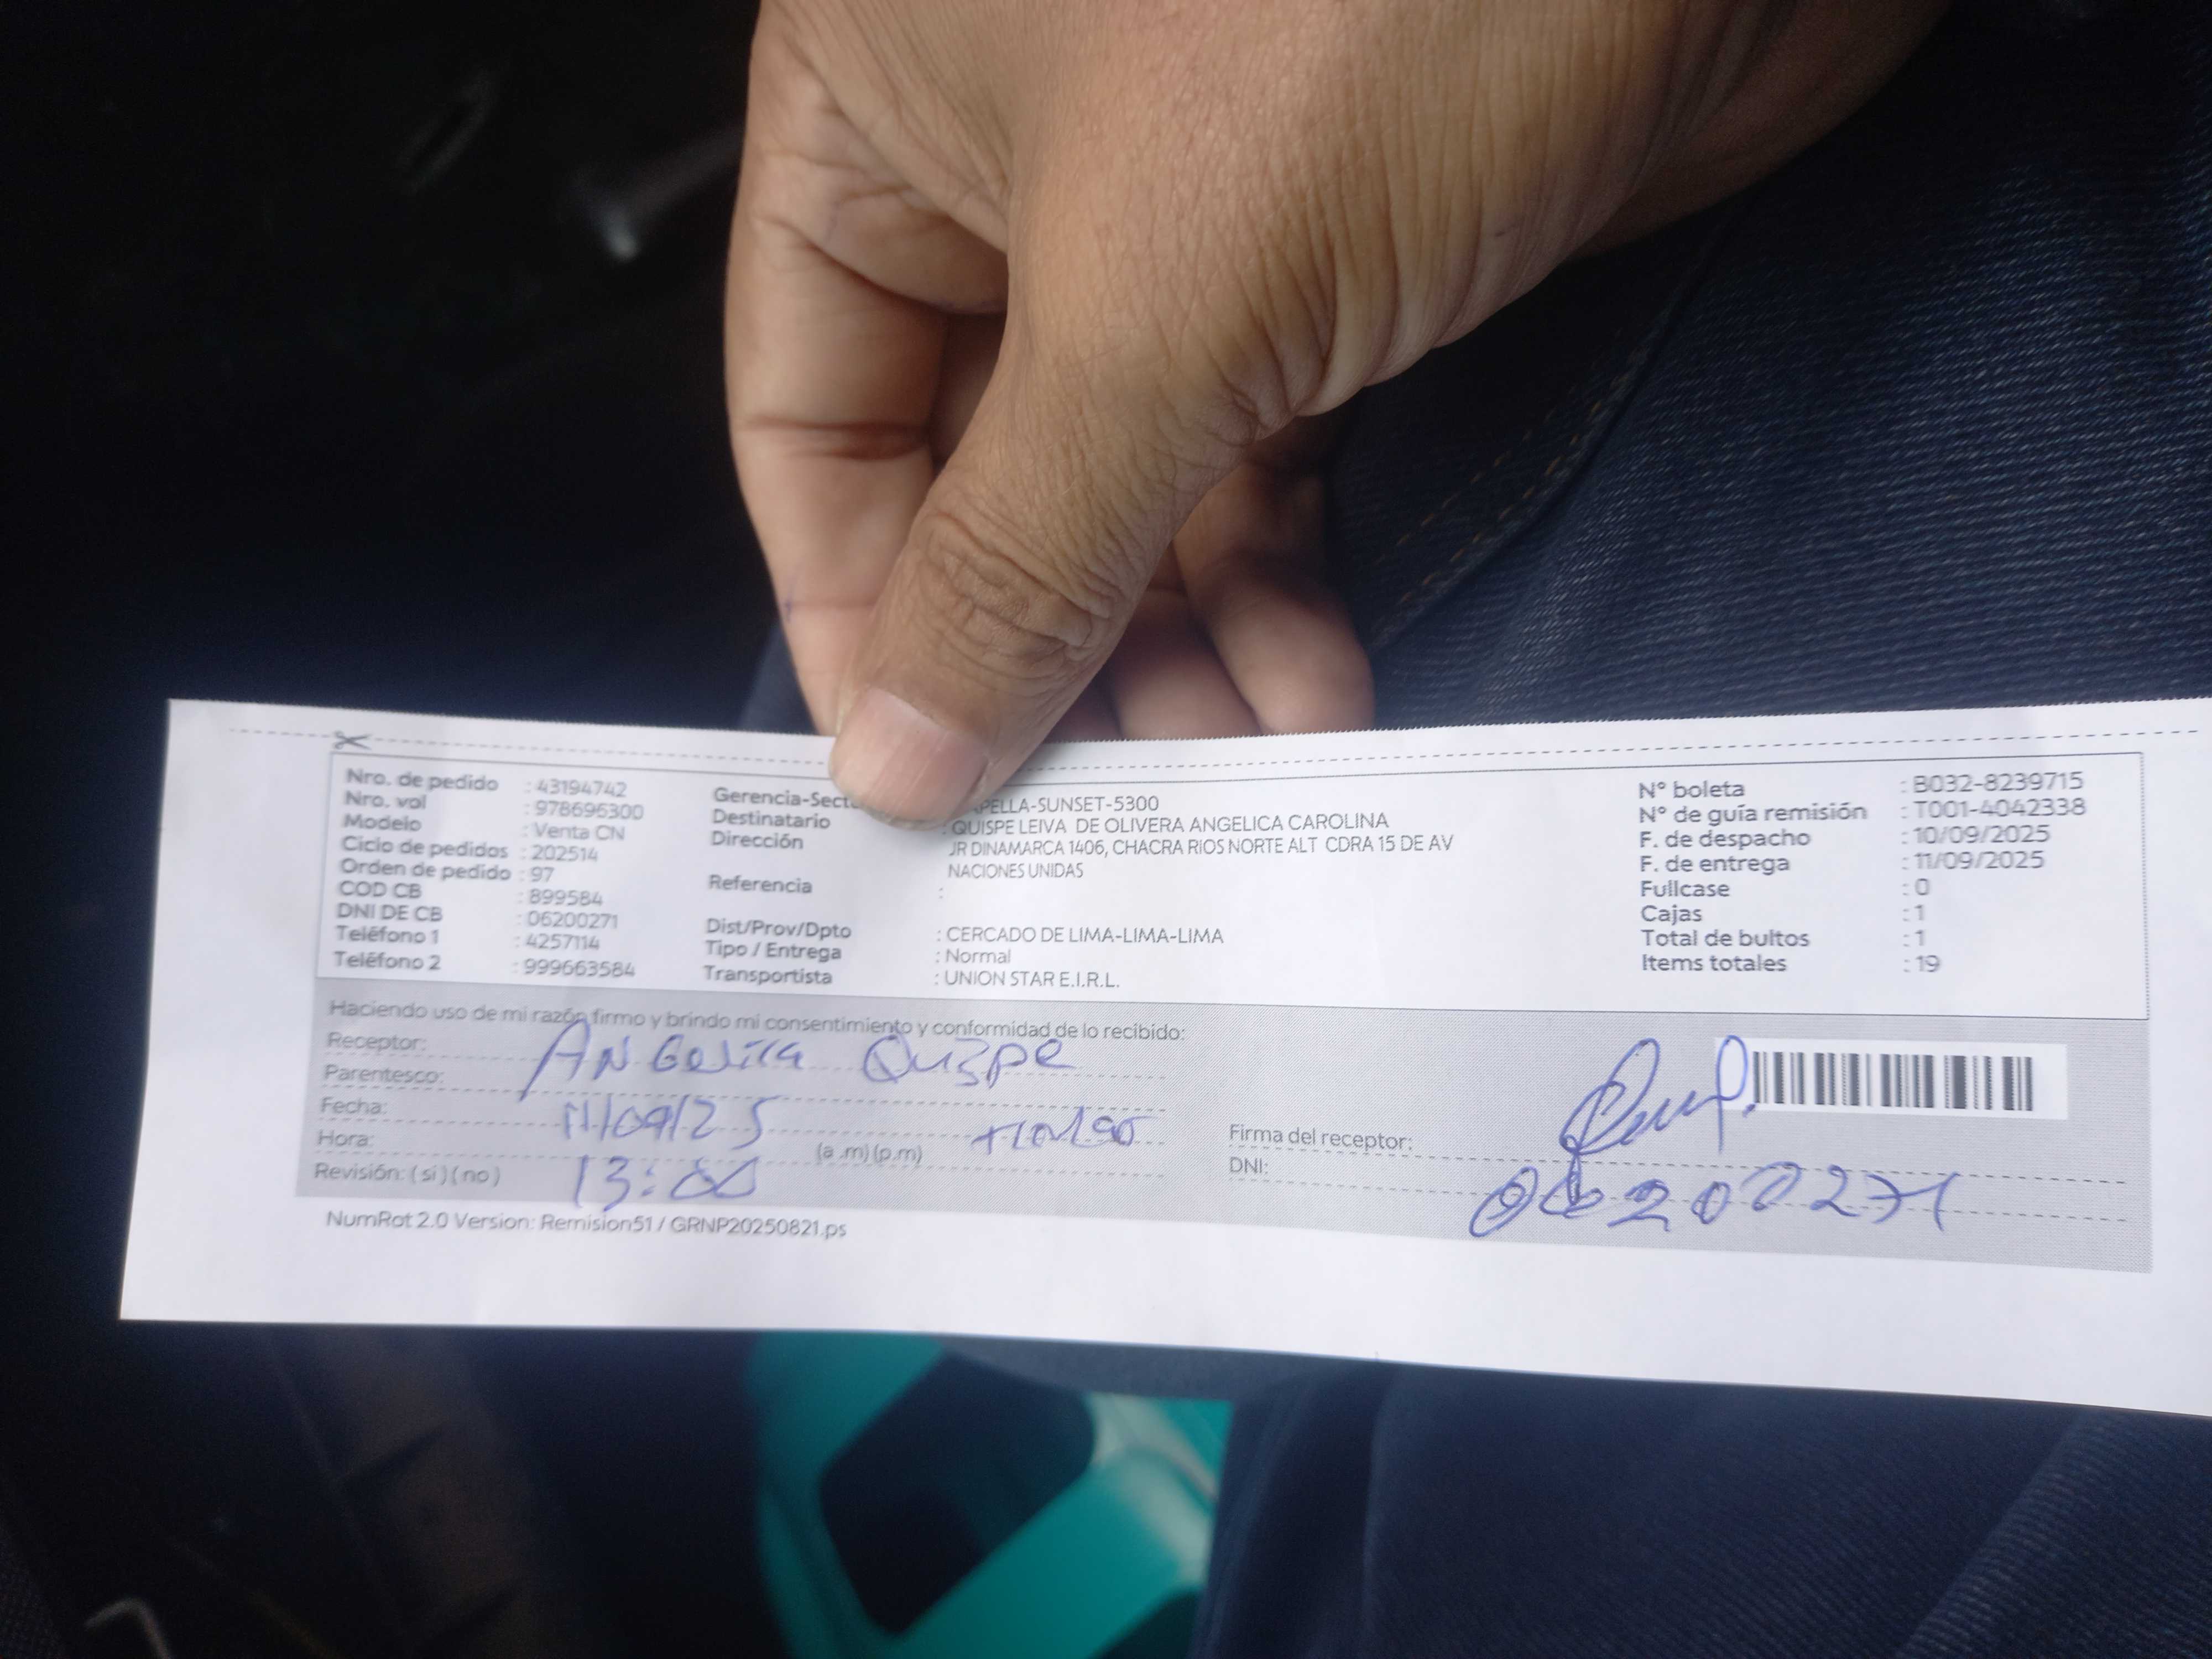 Nro. de pedido : 43194742
Nro. vol : 978696300
Modelo : Venta CN
Ciclo de pedidos : 202514
Orden de pedido : 97
COD CB : 899584
DNI DE CB : 06200271
Teléfono 1 : 4257114
Teléfono 2 : 999663584
Gerencia-Sect PELLA-SUNSET-5300
Destinatario : QUISPE LEIVA DE OLIVERA ANGELICA CAROLINA
Dirección JR DINAMARCA 1406, CHACRA RIOS NORTE ALT CDRA 15 DE AV
NACIONES UNIDAS
Referencia :
Dist/Prov/Dpto : CERCADO DE LIMA-LIMA-LIMA
Tipo / Entrega : Normal
Transportista : UNION STAR E.I.R.L.
N° boleta : B032-8239715
N° de guía remisión : T001-4042338
F. de despacho : 10/09/2025
F. de entrega : 11/09/2025
Fullcase : 0
Cajas : 1
Total de bultos : 1
Items totales : 19
Haciendo uso de mi razón firmo y brindo mi consentimiento y conformidad de lo recibido:
Receptor: ANGelica Quispe
Parentesco:
Fecha: 11/09/25
Hora: 13:00 (a .m) (p.m)
Revisión: ( si ) ( no )
Firma del receptor:
DNI: 06200271
NumRot 2.0 Version: Remision51 / GRNP20250821.ps